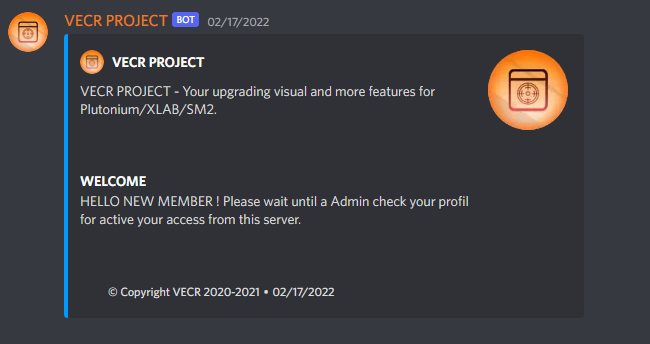 VECR PROJECT BOT 02/17/2022
VECR PROJECT
VECR PROJECT - Your upgrading visual and more features for
Plutonium/XLAB/SM2.
WELCOME
HELLO NEW MEMBER ! Please wait until a Admin check your profil
for active your access from this server.
© Copyright VECR 2020-2021 • 02/17/2022